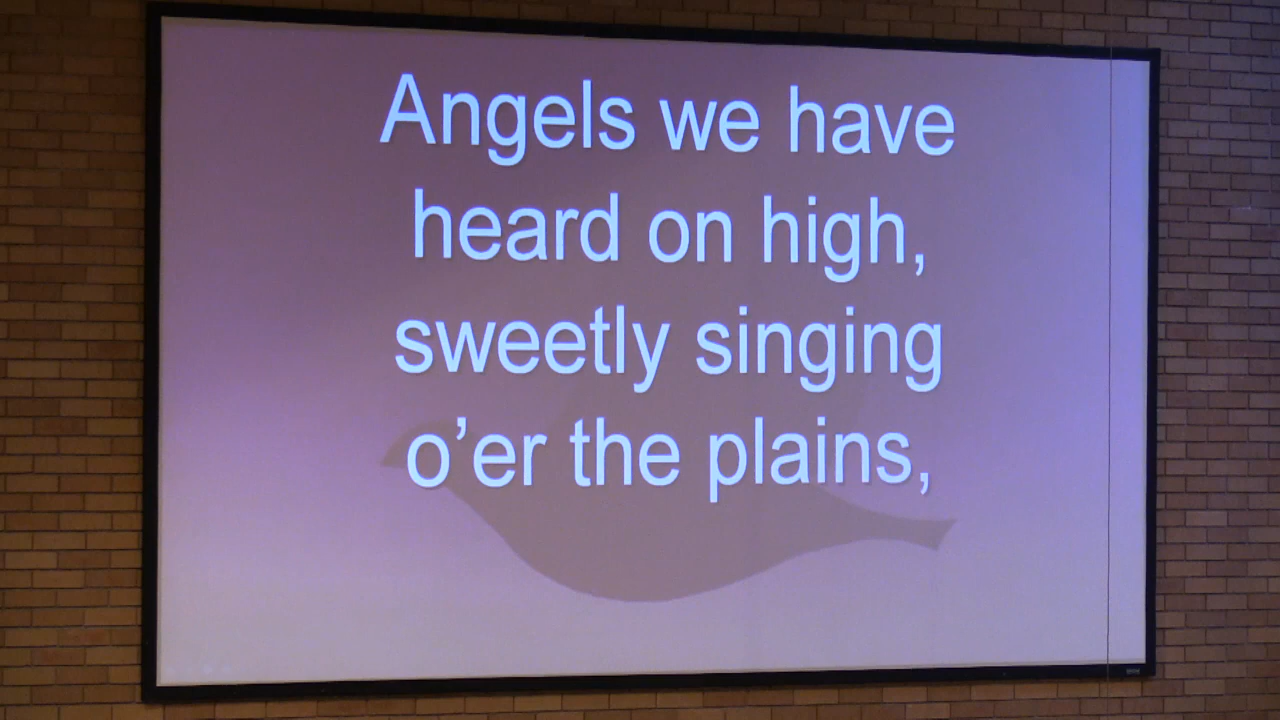 Angels we have
heard on high,
sweetly singing
o’er the plains,